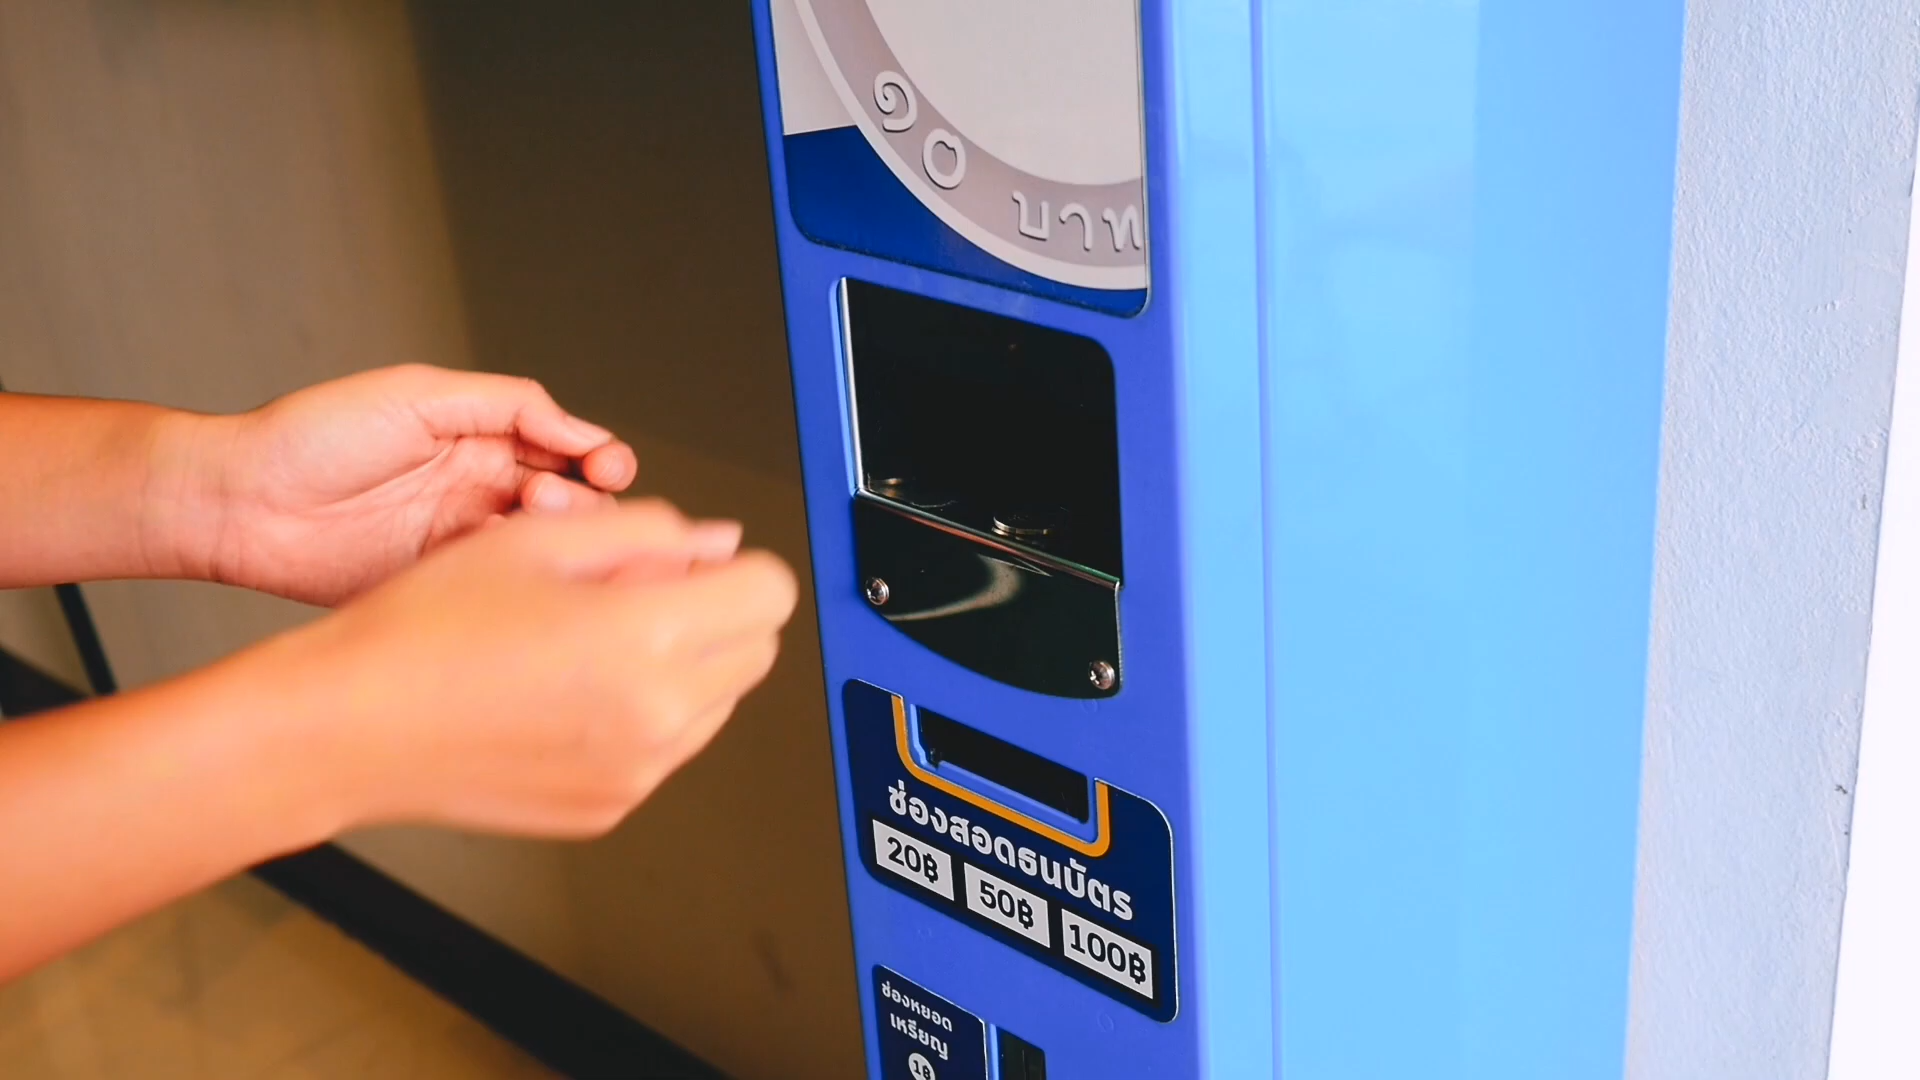 ๑๐ บาท
ช่องสอดธนบัตร
20฿ 50฿ 100฿
ช่องหยอด
เหรียญ
1฿